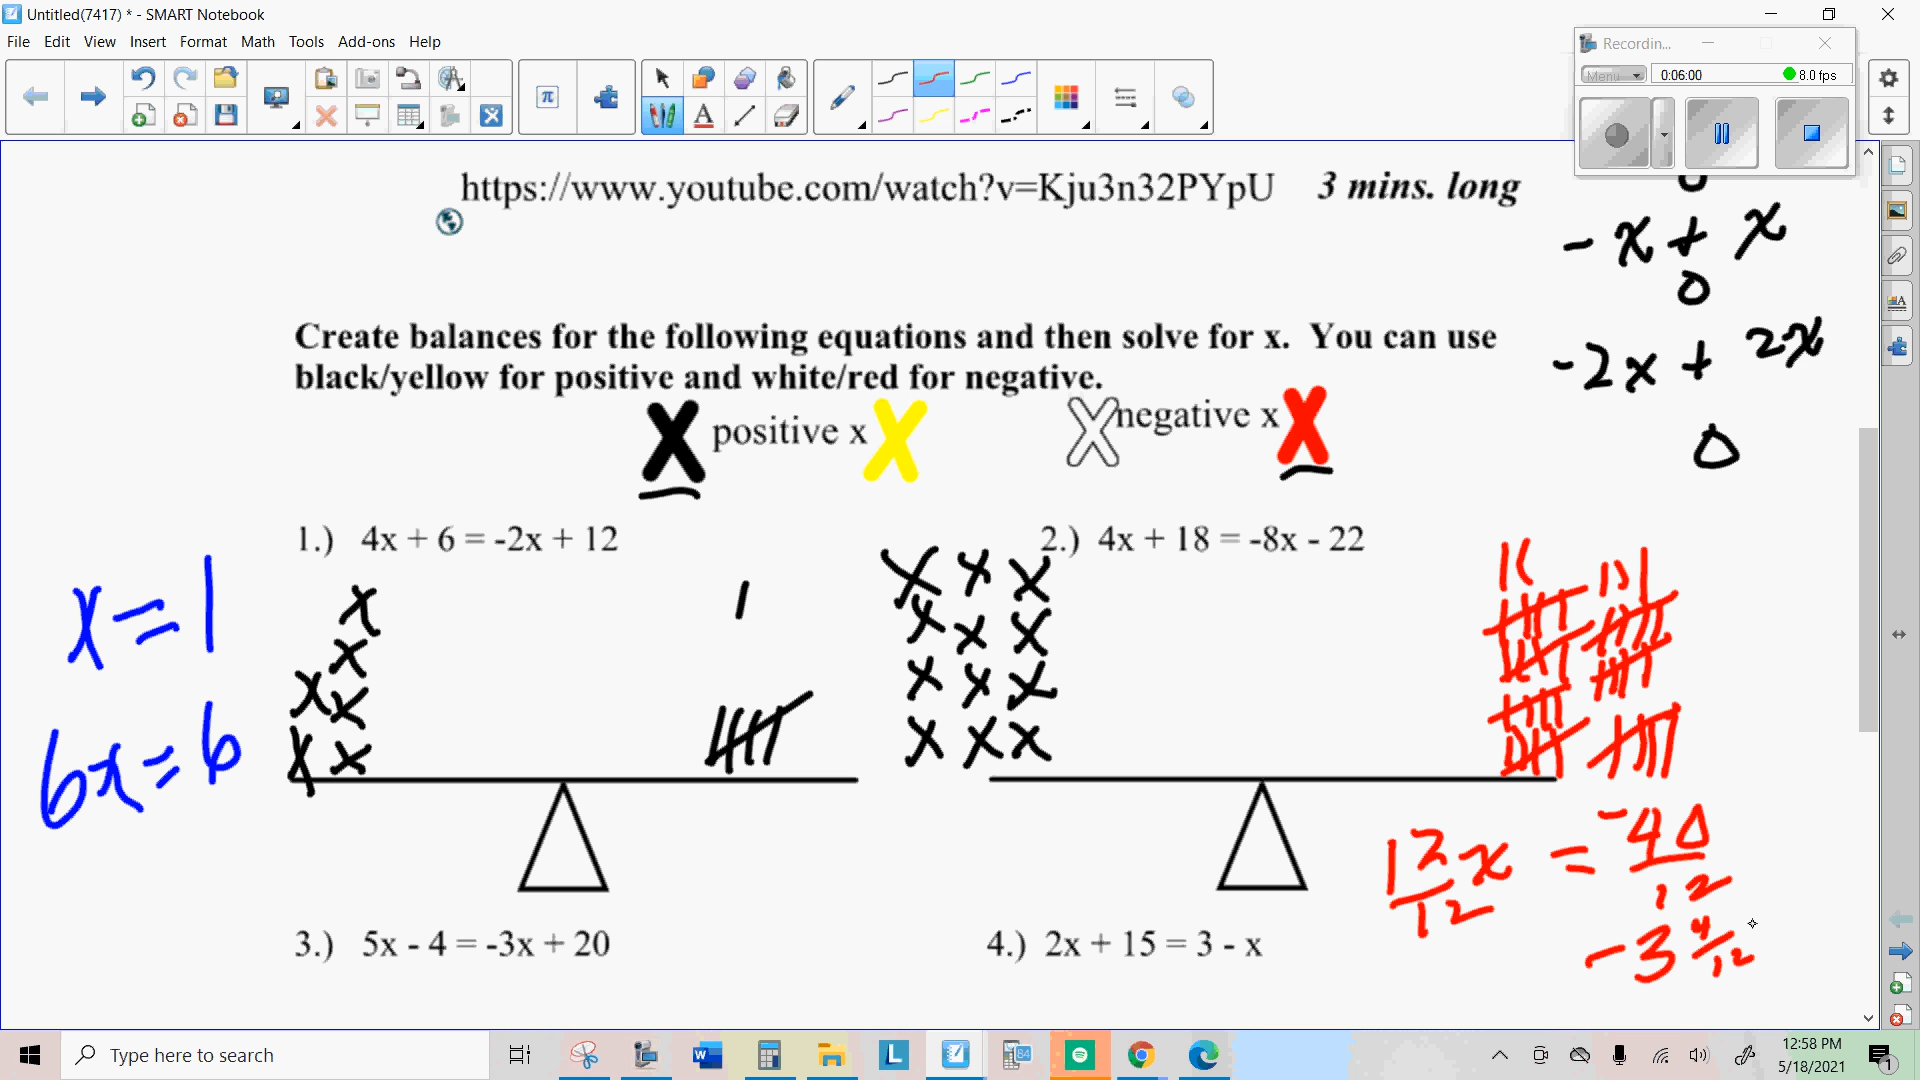 Untitled(7417) * - SMART Notebook
File Edit View Insert Format Math Tools Add-ons Help
Recordin...
Menu 0:06:00 8.0 fps
https://www.youtube.com/watch?v=Kju3n32PYpU 3 mins. long
- x + x
0
-2x + 2x
0
Create balances for the following equations and then solve for x. You can use
black/yellow for positive and white/red for negative.
X positive x X X negative x X
1.) 4x + 6 = -2x + 12
2.) 4x + 18 = -8x - 22
x = 1
6x = 6
x
x
x x
x x
x x x
x x x
x x x
x x x
12/12 x = -40/12
-3 4/12
3.) 5x - 4 = -3x + 20
4.) 2x + 15 = 3 - x
Type here to search
12:58 PM
5/18/2021
1